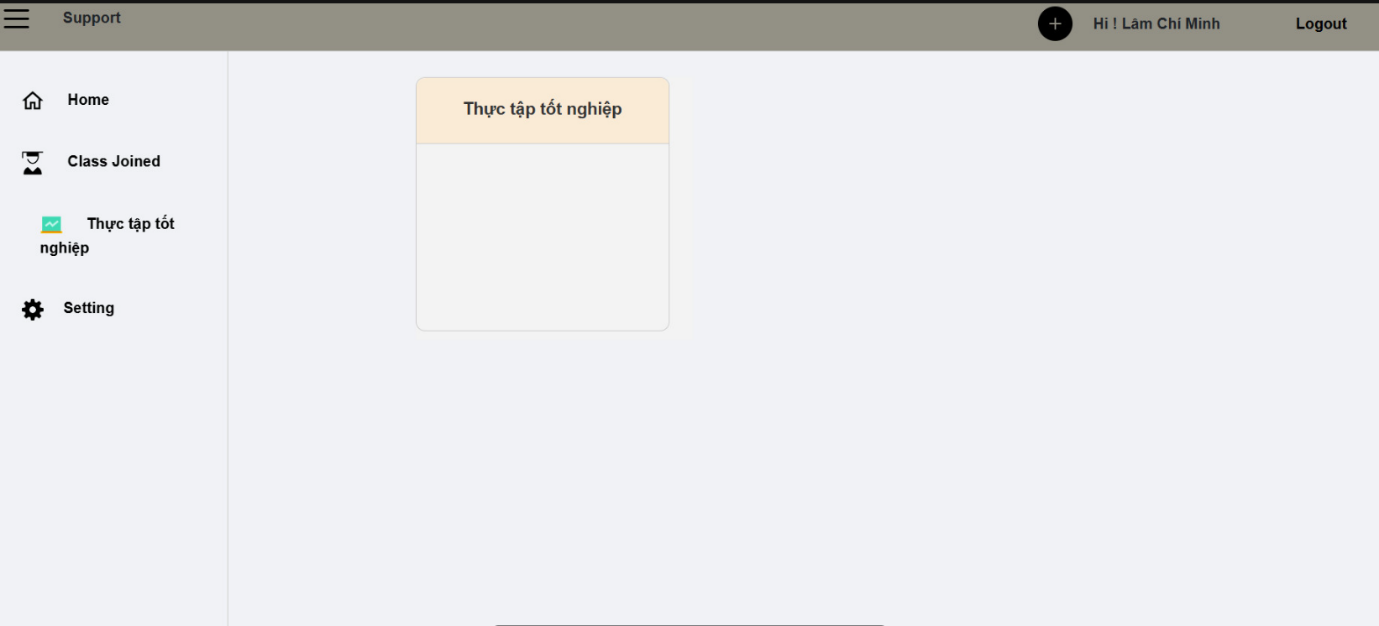 Support
Hi ! Lâm Chí Minh
Logout
Home
Class Joined
Thực tập tốt
nghiệp
Setting
Thực tập tốt nghiệp